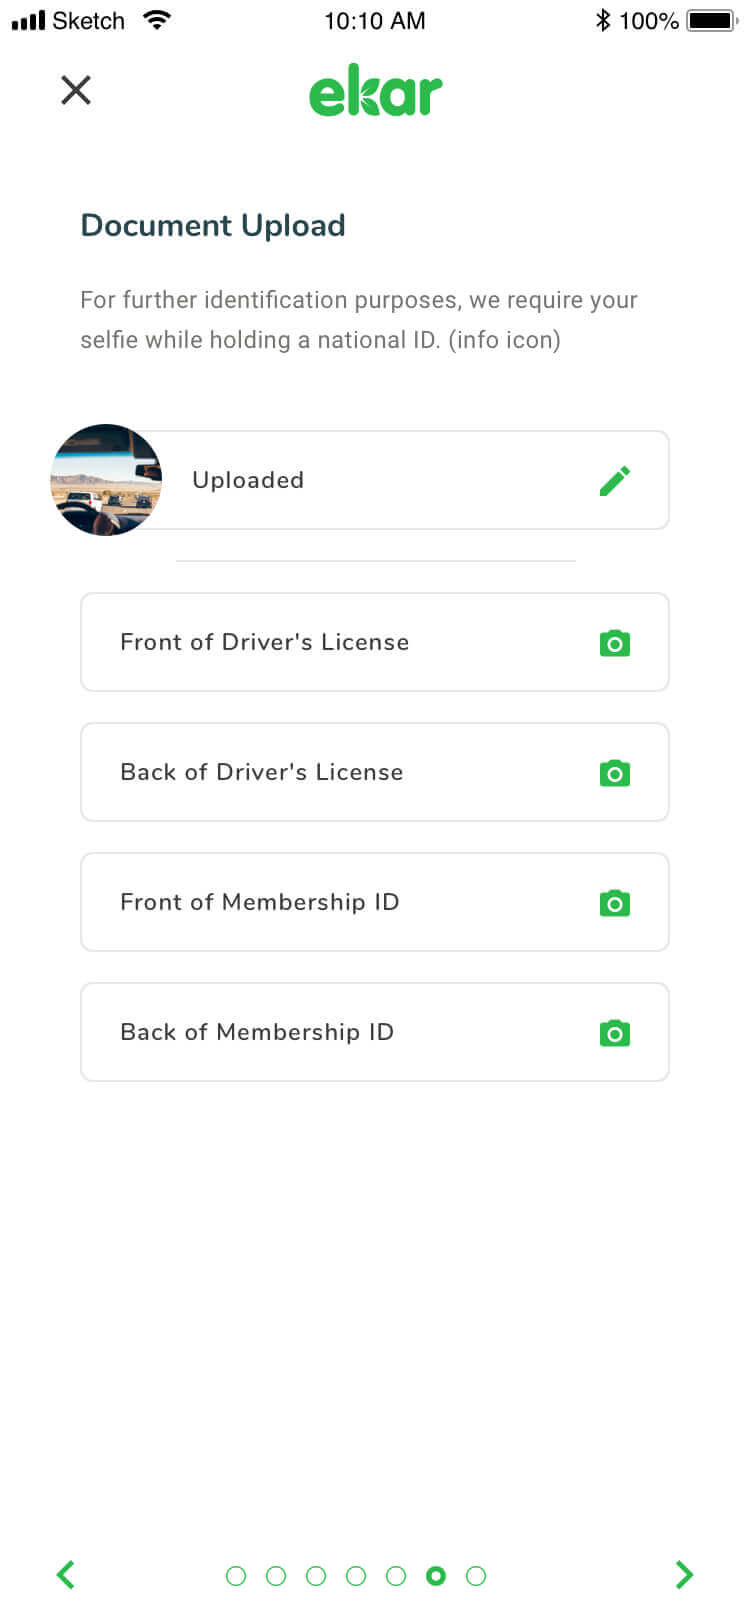 Sketch 10:10 AM 100%
ekar
Document Upload
For further identification purposes, we require your
selfie while holding a national ID. (info icon)
Uploaded
Front of Driver's License
Back of Driver's License
Front of Membership ID
Back of Membership ID